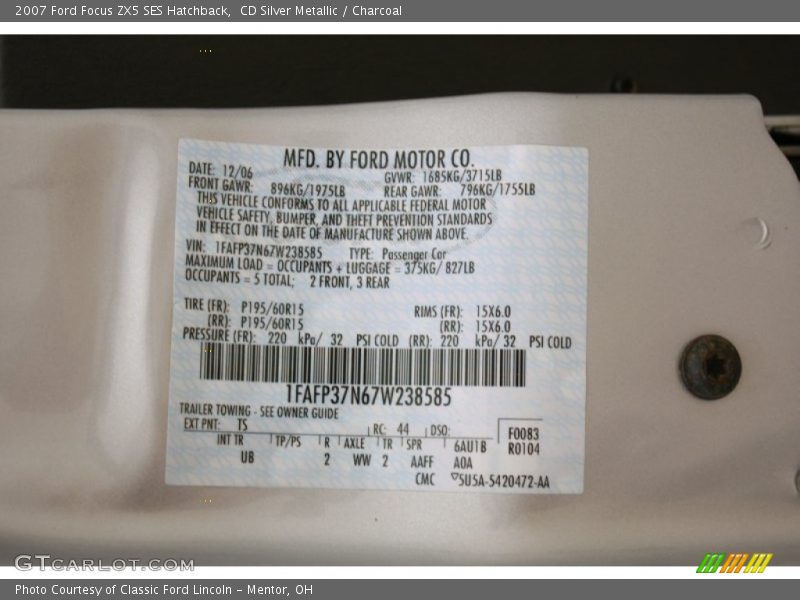 2007 Ford Focus ZX5 SES Hatchback,  CD Silver Metallic / Charcoal
MFD. BY FORD MOTOR CO.
DATE: 12/06 GVWR: 1685KG/3715LB
FRONT GAWR: 896KG/1975LB REAR GAWR: 796KG/1755LB
THIS VEHICLE CONFORMS TO ALL APPLICABLE FEDERAL MOTOR
VEHICLE SAFETY, BUMPER, AND THEFT PREVENTION STANDARDS
IN EFFECT ON THE DATE OF MANUFACTURE SHOWN ABOVE.
VIN: 1FAFP37N67W238585 TYPE: Passenger Car
MAXIMUM LOAD = OCCUPANTS + LUGGAGE = 375KG/ 827LB
OCCUPANTS = 5 TOTAL; 2 FRONT, 3 REAR
TIRE (FR): P195/60R15 RIMS (FR): 15X6.0
(RR): P195/60R15 (RR): 15X6.0
PRESSURE (FR): 220 kPa/ 32 PSI COLD (RR): 220 kPa/ 32 PSI COLD
1FAFP37N67W238585
TRAILER TOWING - SEE OWNER GUIDE
EXT PNT: TS RC: 44 DSO: F0083
INT TR TP/PS R AXLE TR SPR 6AU1B R0104
UB 2 WW 2 AAFF A0A
CMC 5U5A-5420472-AA
GTCARLOT.COM
Photo Courtesy of Classic Ford Lincoln – Mentor, OH